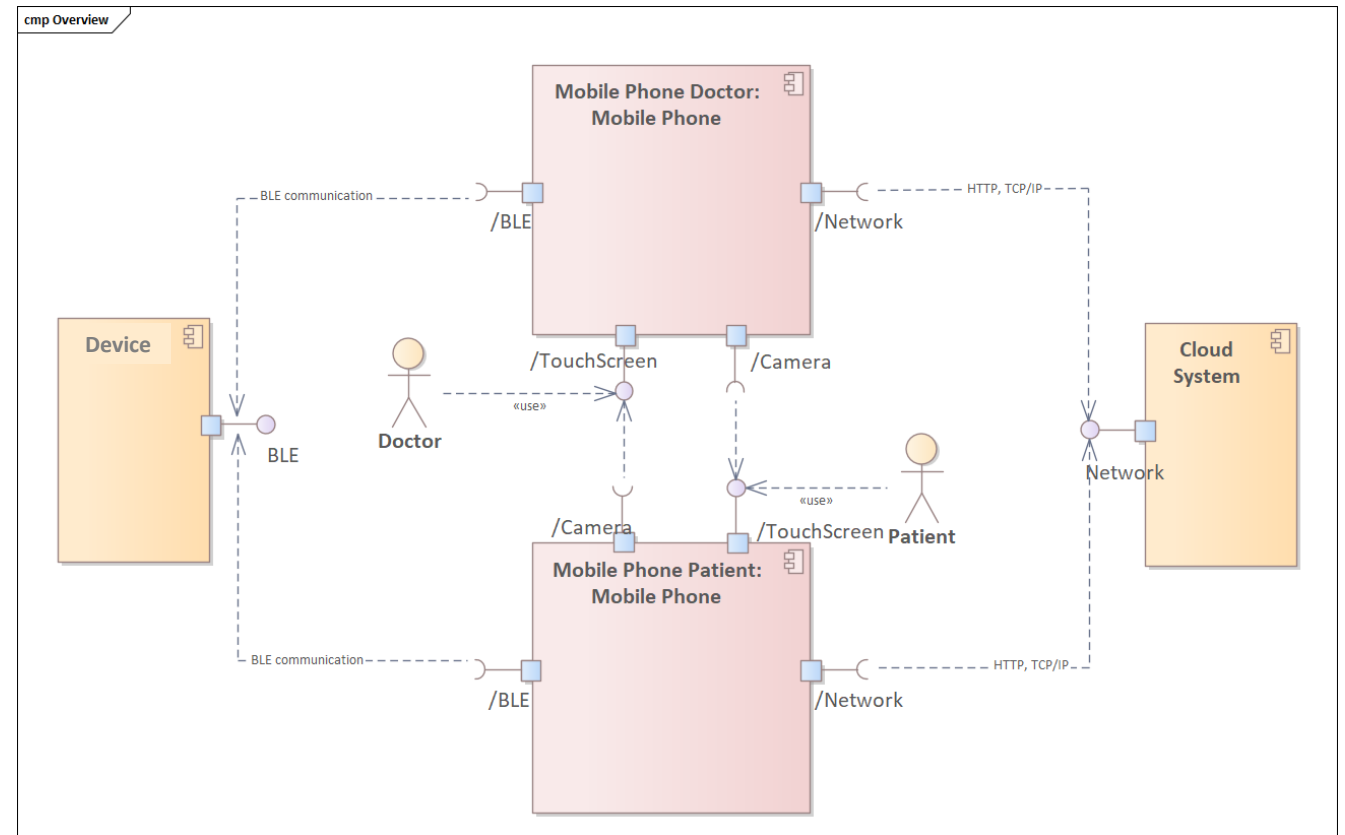 cmp Overview
Mobile Phone Doctor:
Mobile Phone
BLE communication
HTTP, TCP/IP
/BLE
/Network
Device
/TouchScreen
/Camera
Cloud
System
«use»
Doctor
BLE
Network
«use»
/Camera
/TouchScreen
Patient
Mobile Phone Patient:
Mobile Phone
BLE communication
HTTP, TCP/IP
/BLE
/Network